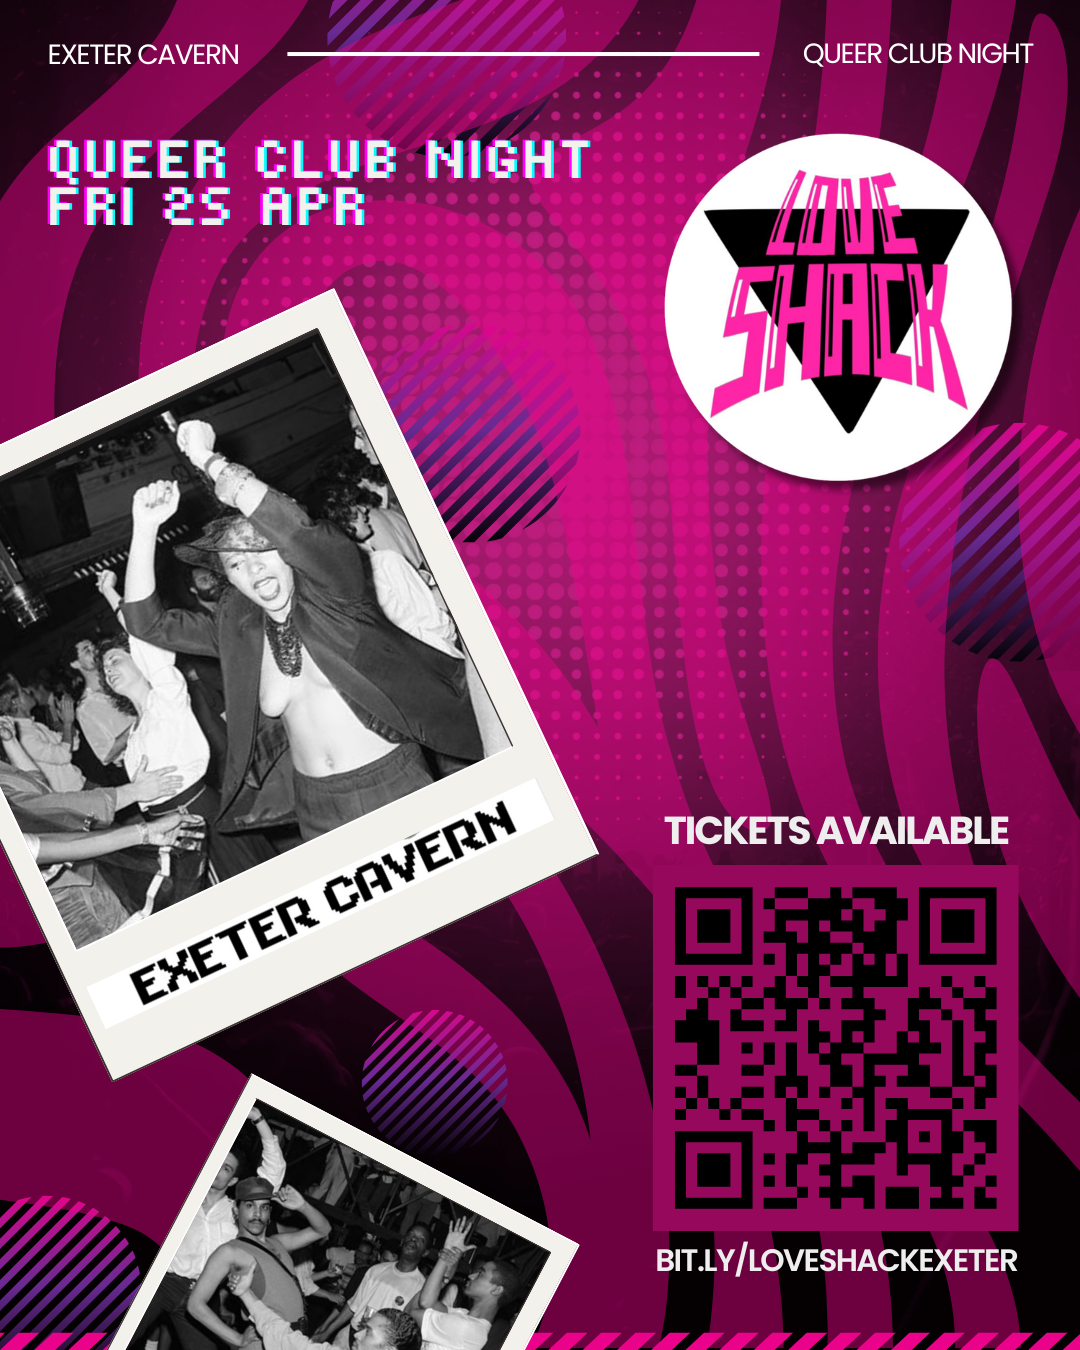 EXETER CAVERN
QUEER CLUB NIGHT
QUEER CLUB NIGHT
FRI 25 APR
LOVE
SHACK
EXETER CAVERN
TICKETS AVAILABLE
BIT.LY/LOVESHACKEXETER